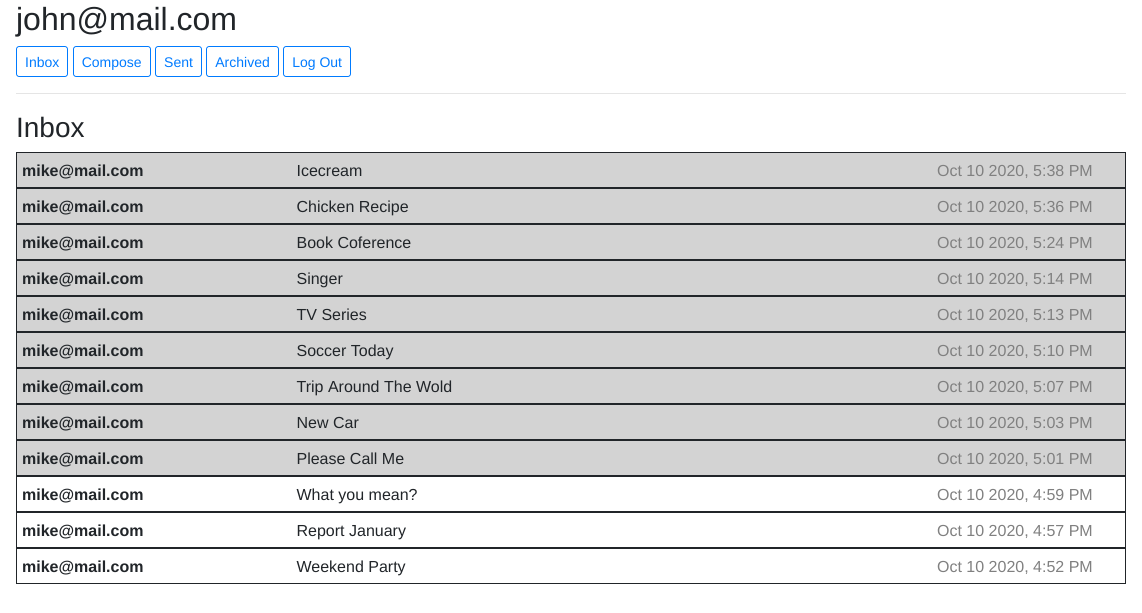 john@mail.com
Inbox Compose Sent Archived Log Out
Inbox
mike@mail.com Icecream Oct 10 2020, 5:38 PM
mike@mail.com Chicken Recipe Oct 10 2020, 5:36 PM
mike@mail.com Book Coference Oct 10 2020, 5:24 PM
mike@mail.com Singer Oct 10 2020, 5:14 PM
mike@mail.com TV Series Oct 10 2020, 5:13 PM
mike@mail.com Soccer Today Oct 10 2020, 5:10 PM
mike@mail.com Trip Around The Wold Oct 10 2020, 5:07 PM
mike@mail.com New Car Oct 10 2020, 5:03 PM
mike@mail.com Please Call Me Oct 10 2020, 5:01 PM
mike@mail.com What you mean? Oct 10 2020, 4:59 PM
mike@mail.com Report January Oct 10 2020, 4:57 PM
mike@mail.com Weekend Party Oct 10 2020, 4:52 PM